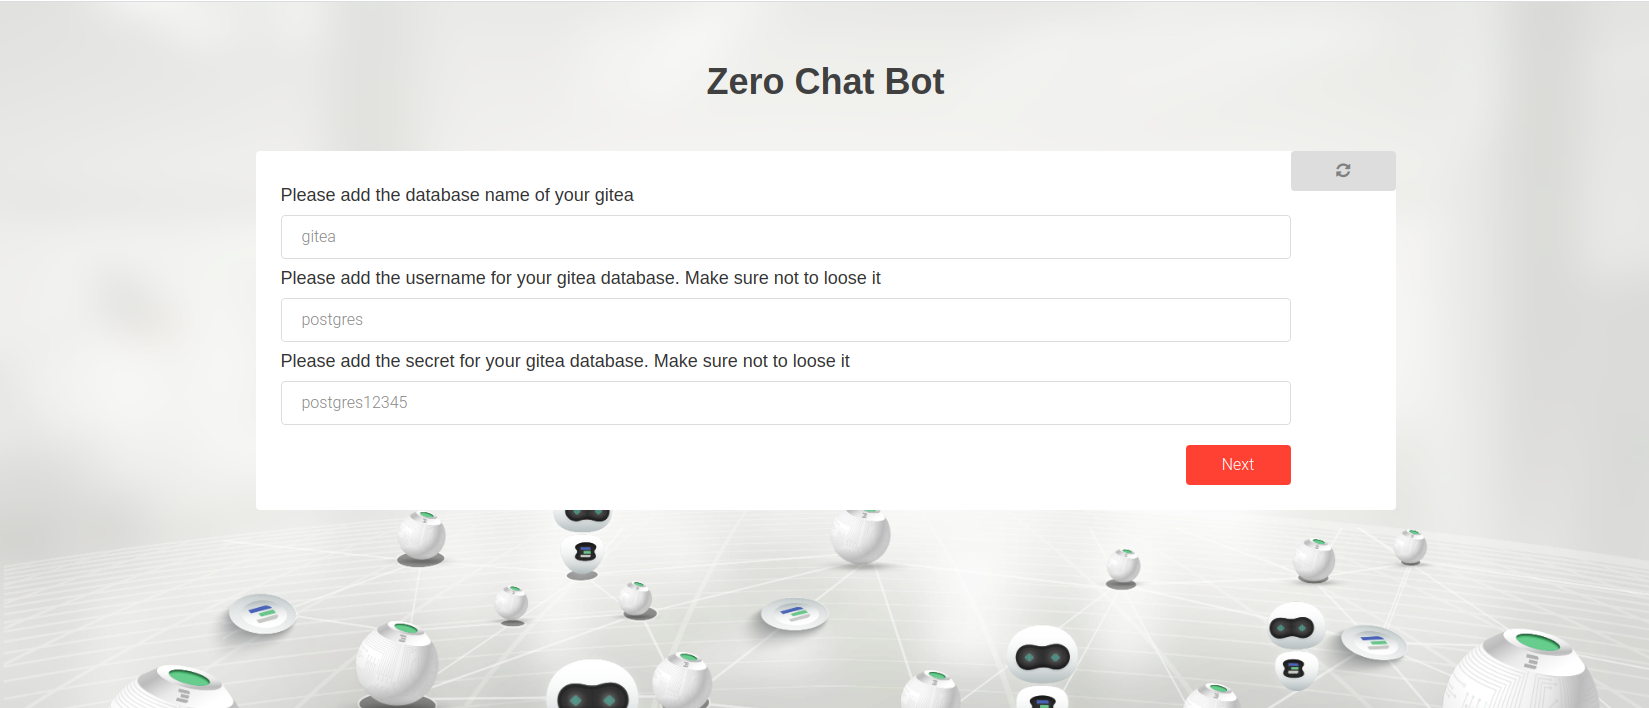 Zero Chat Bot
Please add the database name of your gitea
gitea
Please add the username for your gitea database. Make sure not to loose it
postgres
Please add the secret for your gitea database. Make sure not to loose it
postgres12345
Next